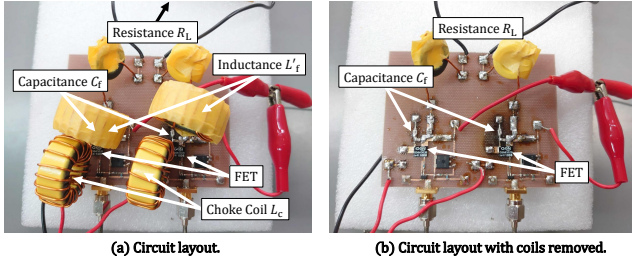 Resistance R_L
Inductance L'_f
Capacitance C_f
FET
Choke Coil L_c
(a) Circuit layout.
Resistance R_L
Capacitance C_f
FET
(b) Circuit layout with coils removed.